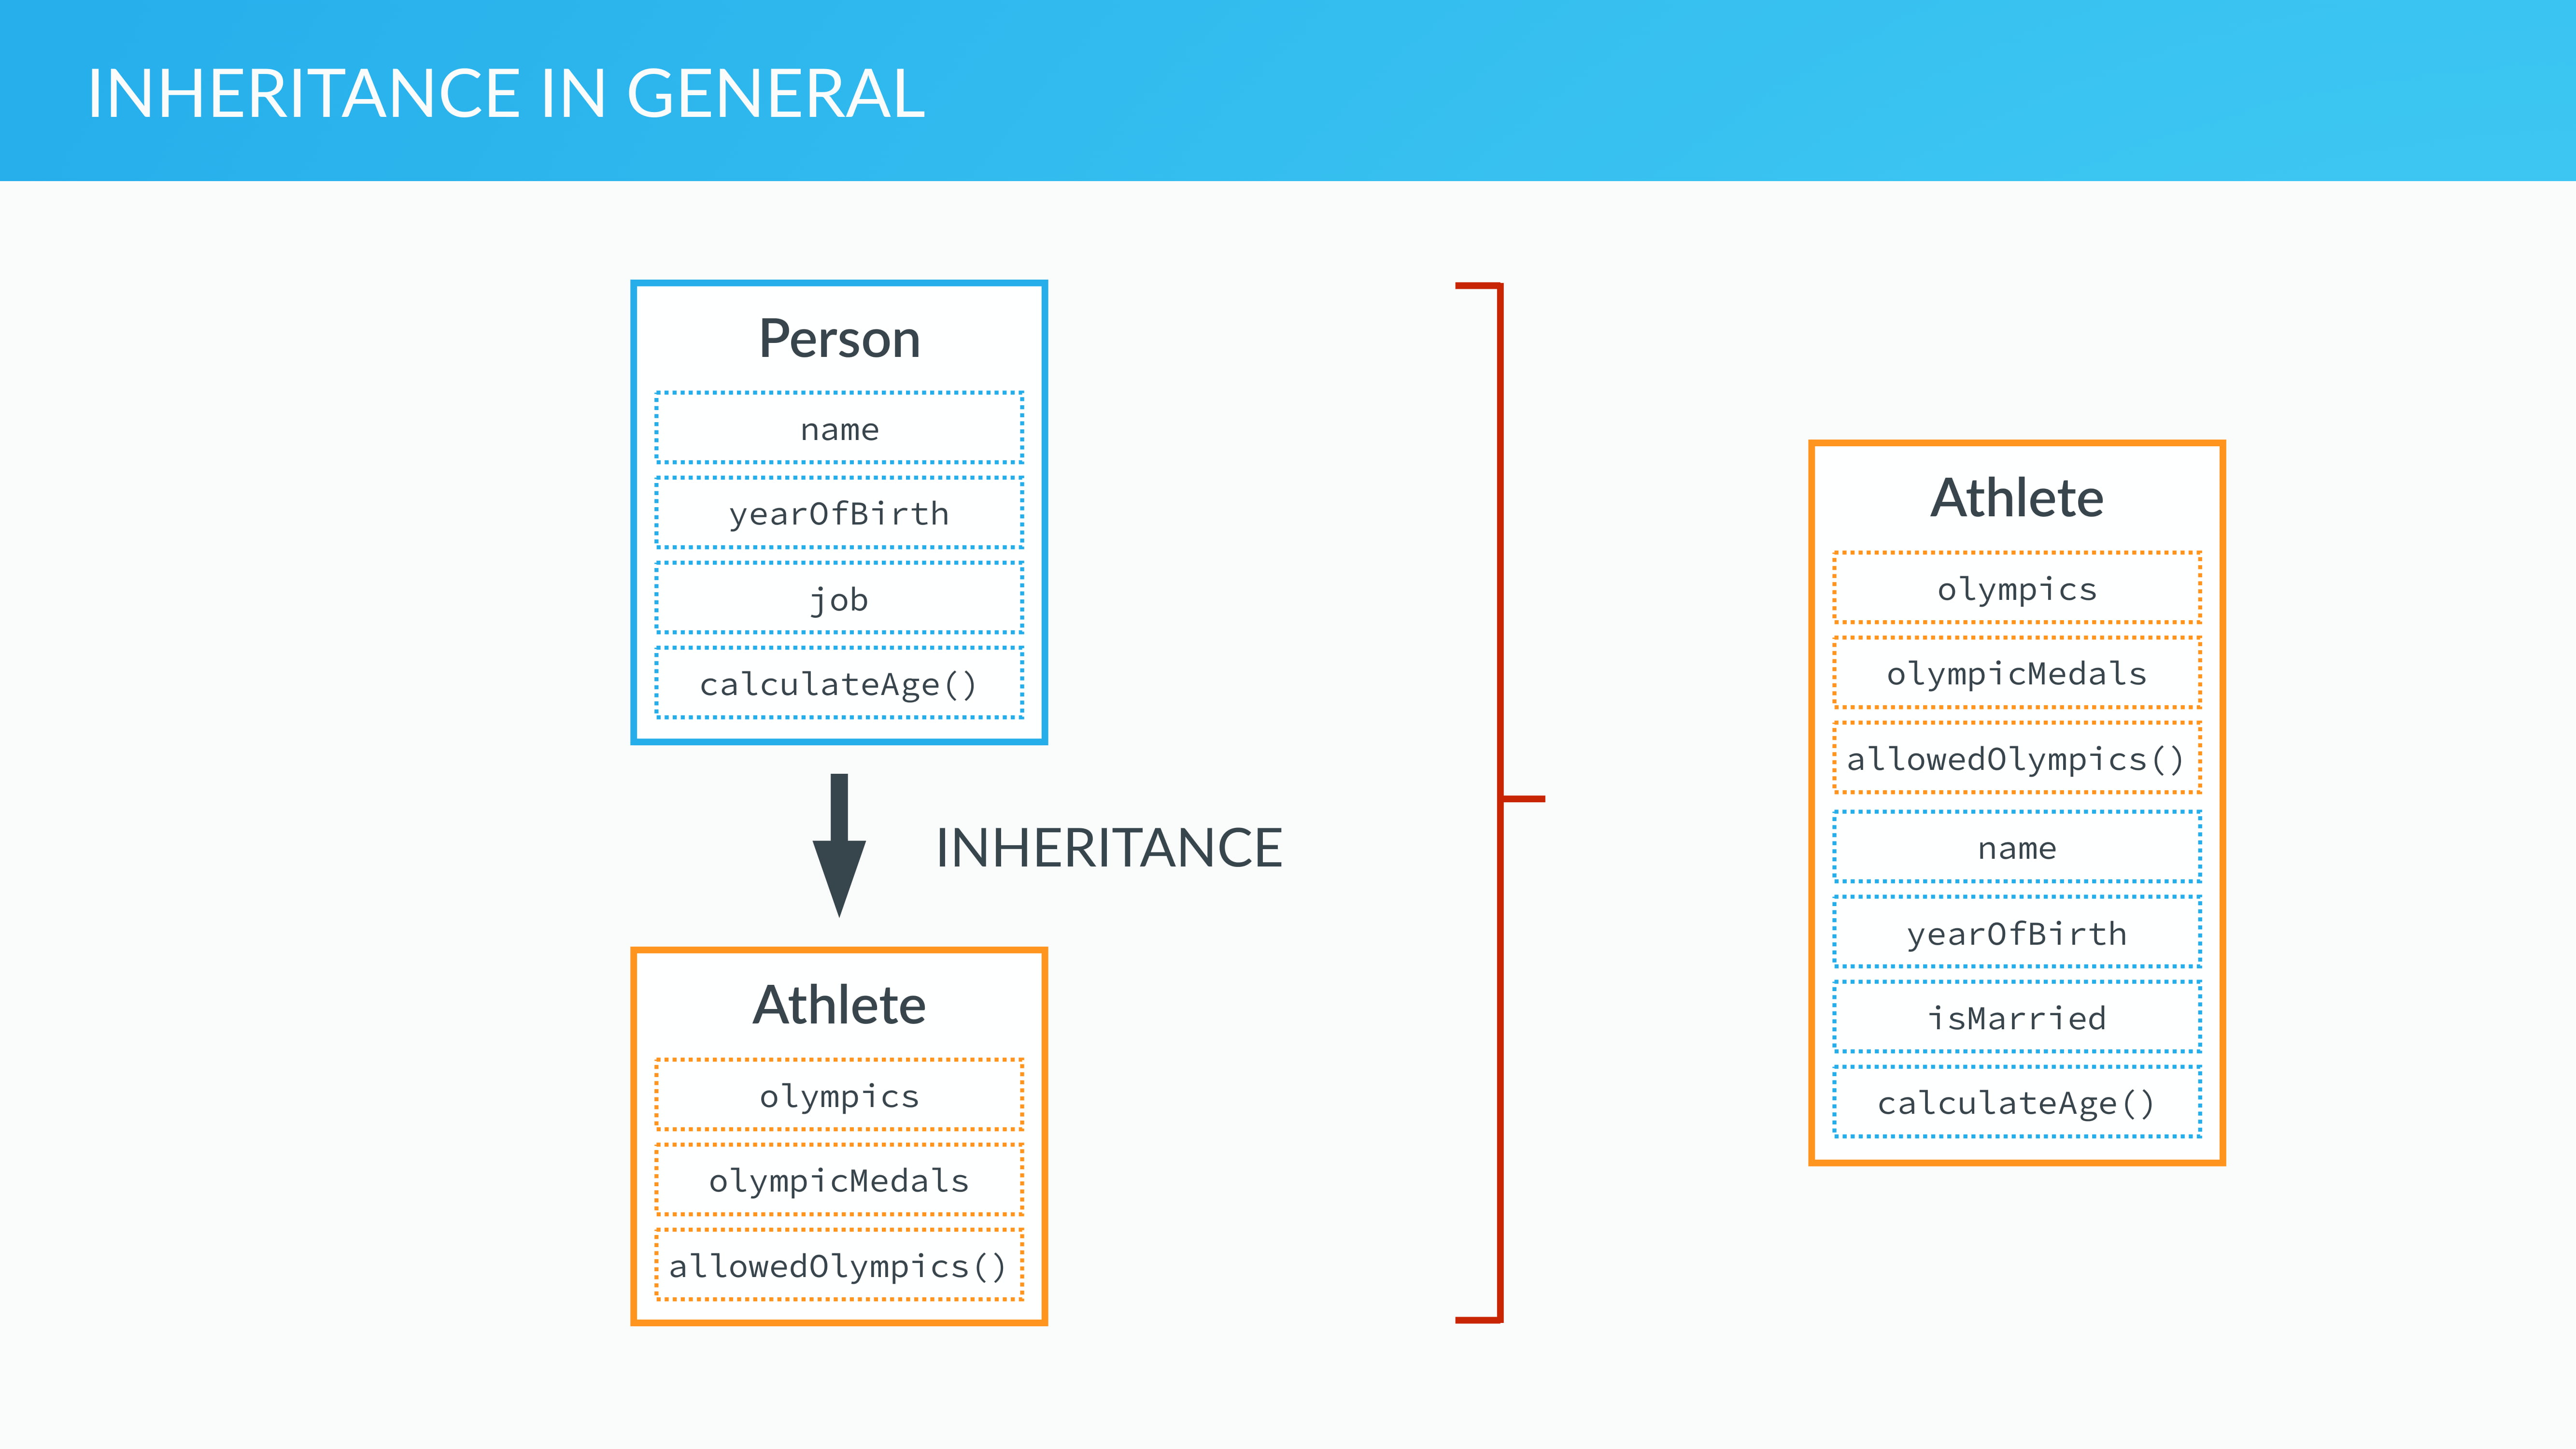 INHERITANCE IN GENERAL
Person
name
yearOfBirth
job
calculateAge()
INHERITANCE
Athlete
olympics
olympicMedals
allowedOlympics()
Athlete
olympics
olympicMedals
allowedOlympics()
name
yearOfBirth
isMarried
calculateAge()